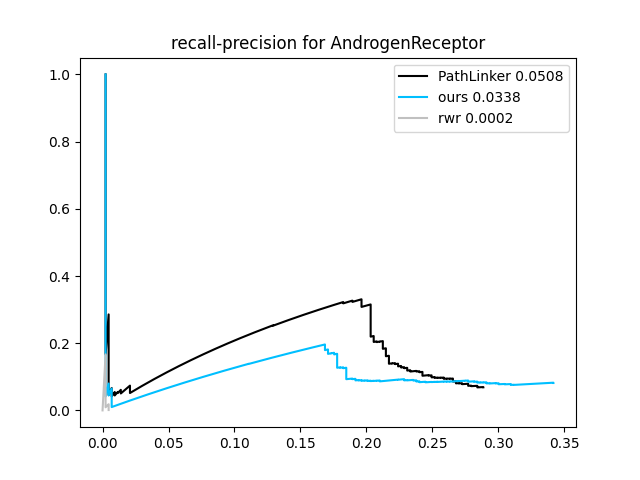 recall-precision for AndrogenReceptor
PathLinker 0.0508
ours 0.0338
rwr 0.0002
1.0
0.8
0.6
0.4
0.2
0.0
0.00 0.05 0.10 0.15 0.20 0.25 0.30 0.35